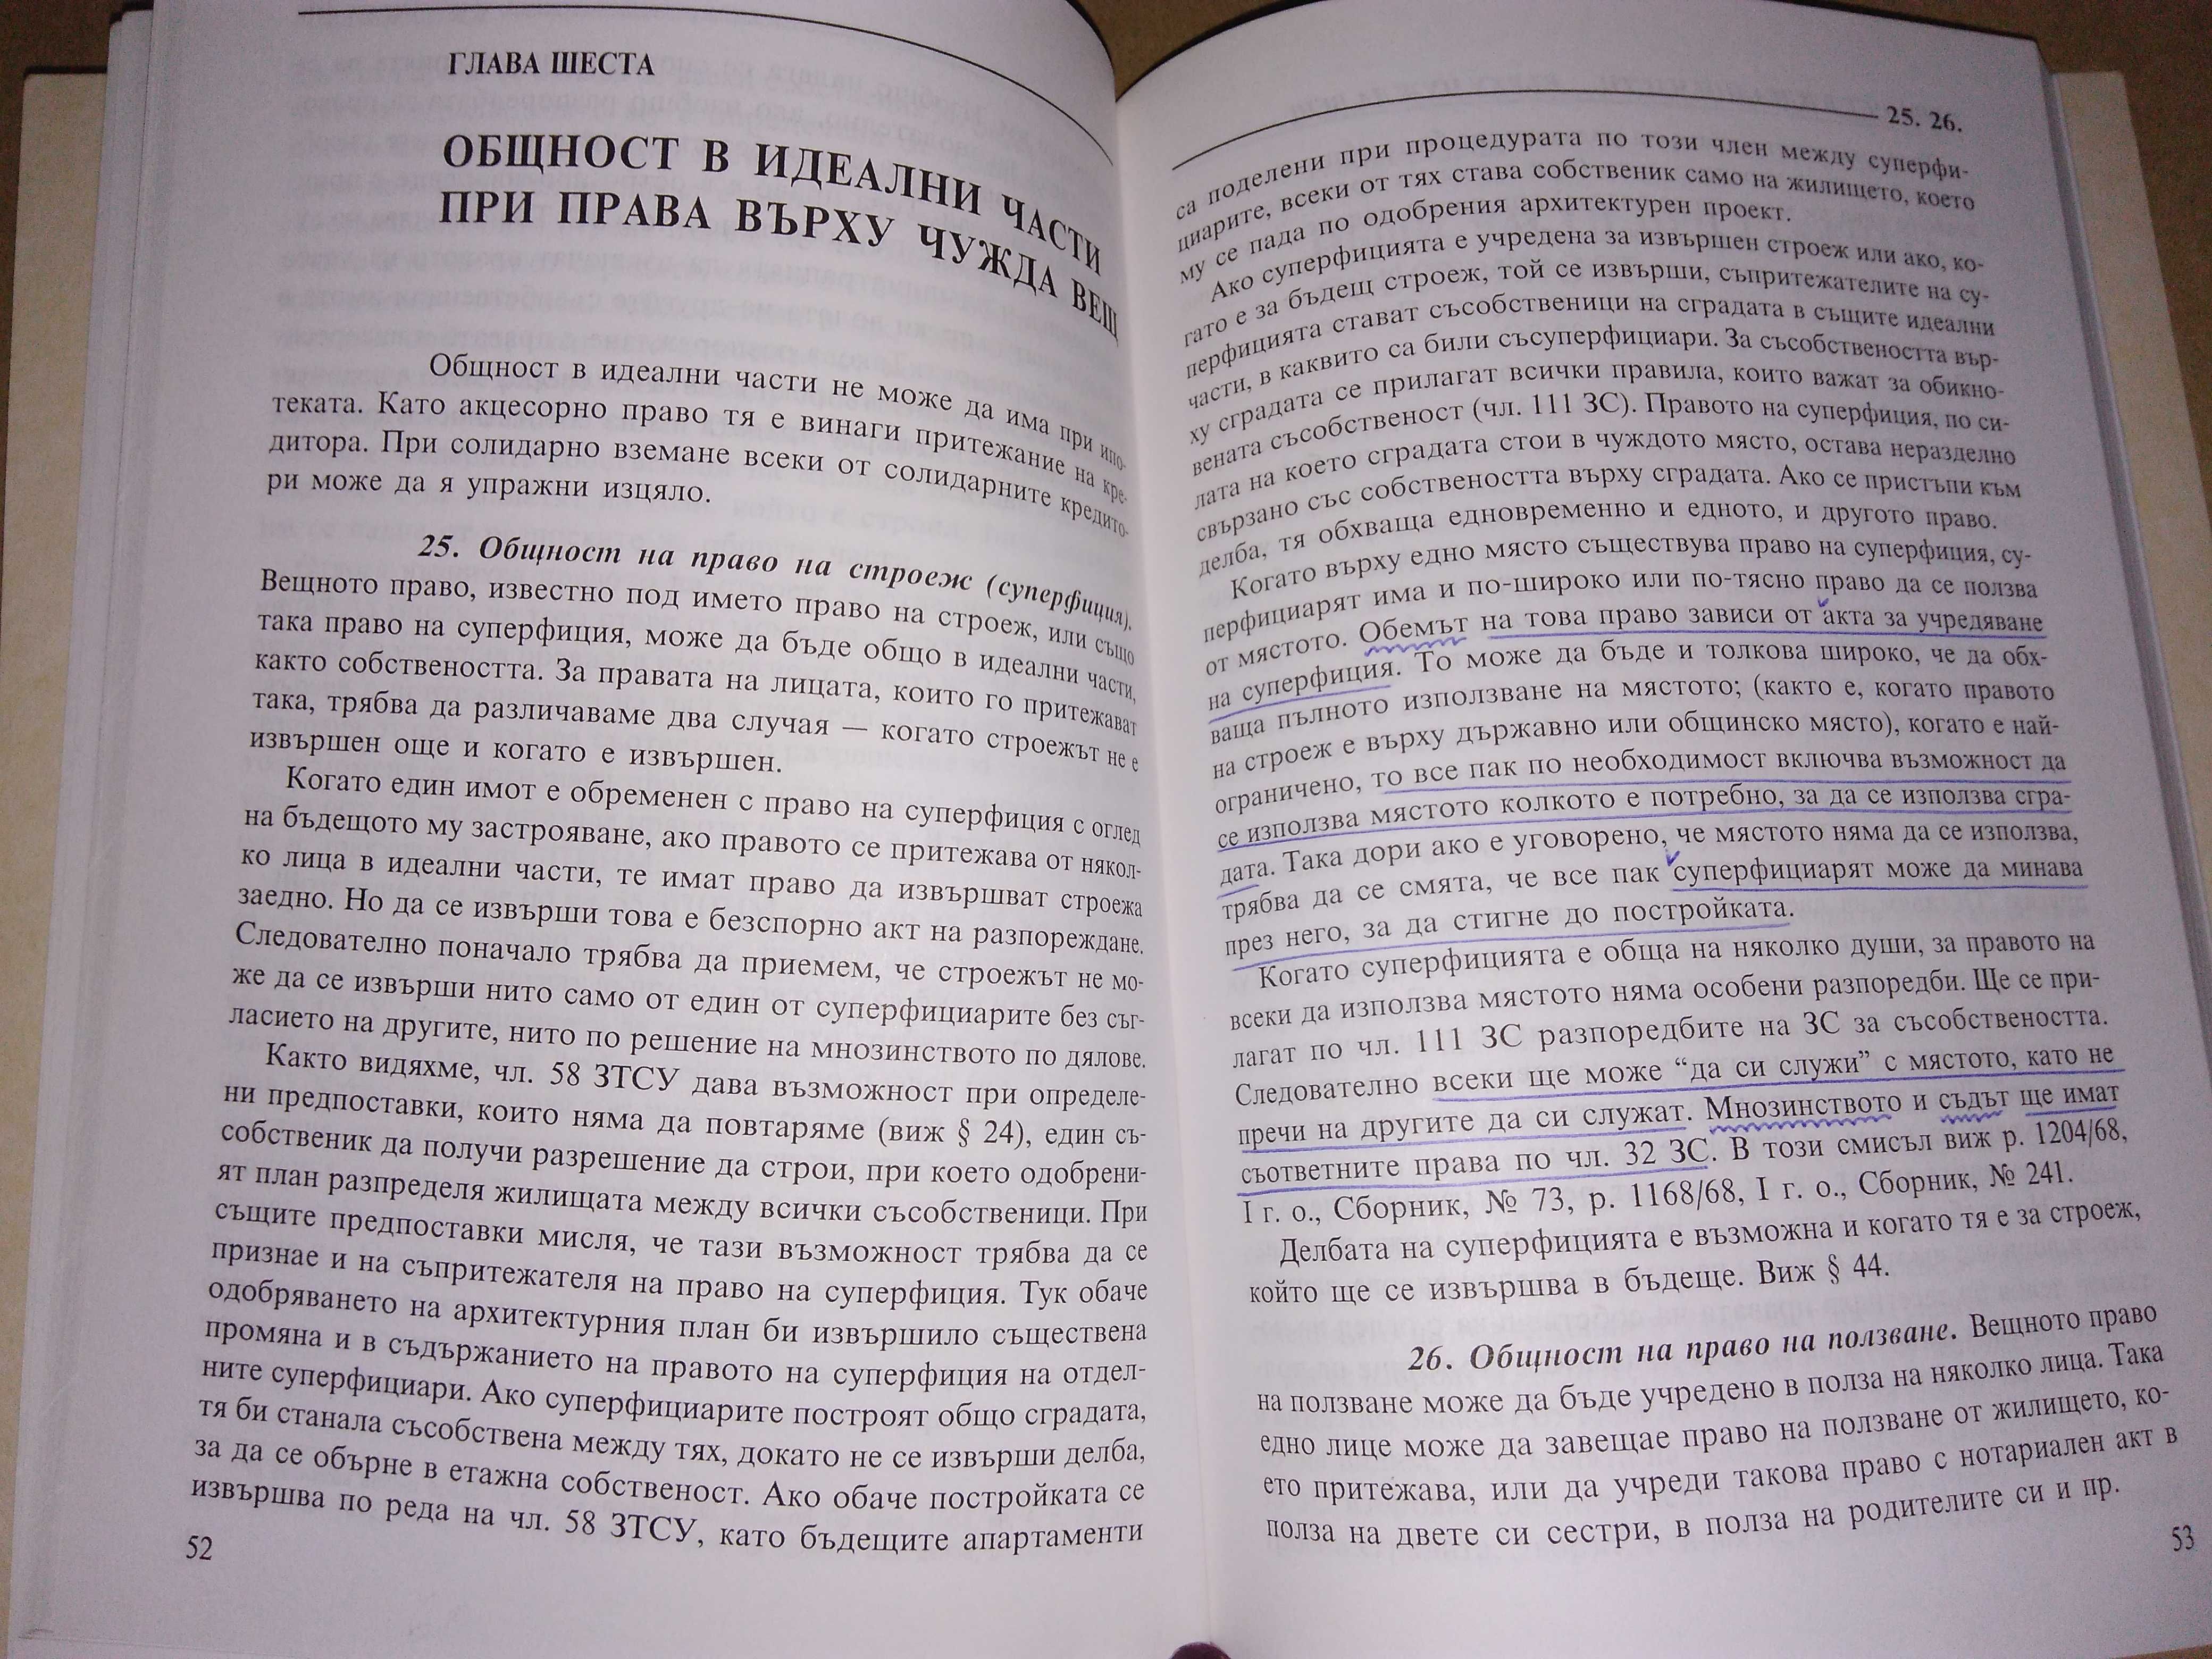 ГЛАВА ШЕСТА
ОБЩНОСТ В ИДЕАЛНИ ЧАСТИ
ПРИ ПРАВА ВЪРХУ ЧУЖДА ВЕЩ
Общност в идеални части не може да има при ипо-
теката. Като акцесорно право тя е винаги притежание на кре-
дитора. При солидарно вземане всеки от солидарните кредито-
ри може да я упражни изцяло.
25. Общност на право на строеж (суперфиция).
Вещното право, известно под името право на строеж, или също
така право на суперфиция, може да бъде общо в идеални части,
както собствеността. За правата на лицата, които го притежават
така, трябва да различаваме два случая — когато строежът не е
извършен още и когато е извършен.
Когато един имот е обременен с право на суперфиция с оглед
на бъдещото му застрояване, ако правото се притежава от някол-
ко лица в идеални части, те имат право да извършват строежа
заедно. Но да се извърши това е безспорно акт на разпореждане.
Следователно поначало трябва да приемем, че строежът не мо-
же да се извърши нито само от един от суперфициарите без съг-
ласието на другите, нито по решение на мнозинството по дялове.
Както видяхме, чл. 58 ЗТСУ дава възможност при определе-
ни предпоставки, които няма да повтаряме (виж § 24), един съ-
собственик да получи разрешение да строи, при което одобрени-
ят план разпределя жилищата между всички съсобственици. При
същите предпоставки мисля, че тази възможност трябва да се
признае и на съпритежателя на право на суперфиция. Тук обаче
одобряването на архитектурния план би извършило съществена
промяна и в съдържанието на правото на суперфиция на отдел-
ните суперфициари. Ако суперфициарите построят общо сградата,
тя би станала съсобствена между тях, докато не се извърши делба,
за да се обърне в етажна собственост. Ако обаче постройката се
извършва по реда на чл. 58 ЗТСУ, като бъдещите апартаменти
52
25. 26.
са поделени при процедурата по този член между суперфи-
циарите, всеки от тях става собственик само на жилището, което
му се пада по одобрения архитектурен проект.
Ако суперфицията е учредена за извършен строеж или ако, ко-
гато е за бъдещ строеж, той се извърши, съпритежателите на су-
перфицията стават съсобственици на сградата в същите идеални
части, в каквито са били съсуперфициари. За съсобствеността вър-
ху сградата се прилагат всички правила, които важат за обикно-
вената съсобственост (чл. 111 ЗС). Правото на суперфиция, по си-
лата на което сградата стои в чуждото място, остава неразделно
свързано със собствеността върху сградата. Ако се пристъпи към
делба, тя обхваща едновременно и едното, и другото право.
Когато върху едно място съществува право на суперфиция, су-
перфициарят има и по-широко или по-тясно право да се ползва
от мястото. Обемът на това право зависи от акта за учредяване
на суперфиция. То може да бъде и толкова широко, че да обх-
ваща пълното използване на мястото; (както е, когато правото
на строеж е върху държавно или общинско място), когато е най-
ограничено, то все пак по необходимост включва възможност да
се използва мястото колкото е потребно, за да се използва сгра-
дата. Така дори ако е уговорено, че мястото няма да се използва,
трябва да се смята, че все пак суперфициарят може да минава
през него, за да стигне до постройката.
Когато суперфицията е обща на няколко души, за правото на
всеки да използва мястото няма особени разпоредби. Ще се при-
лагат по чл. 111 ЗС разпоредбите на ЗС за съсобствеността.
Следователно всеки ще може “да си служи” с мястото, като не
пречи на другите да си служат. Мнозинството и съдът ще имат
съответните права по чл. 32 ЗС. В този смисъл виж р. 1204/68,
I г. о., Сборник, № 73, р. 1168/68, I г. о., Сборник, № 241.
Делбата на суперфицията е възможна и когато тя е за строеж,
който ще се извършва в бъдеще. Виж § 44.
26. Общност на право на ползване. Вещното право
на ползване може да бъде учредено в полза на няколко лица. Така
едно лице може да завещае право на ползване от жилището, ко-
ето притежава, или да учреди такова право с нотариален акт в
полза на двете си сестри, в полза на родителите си и пр.
53